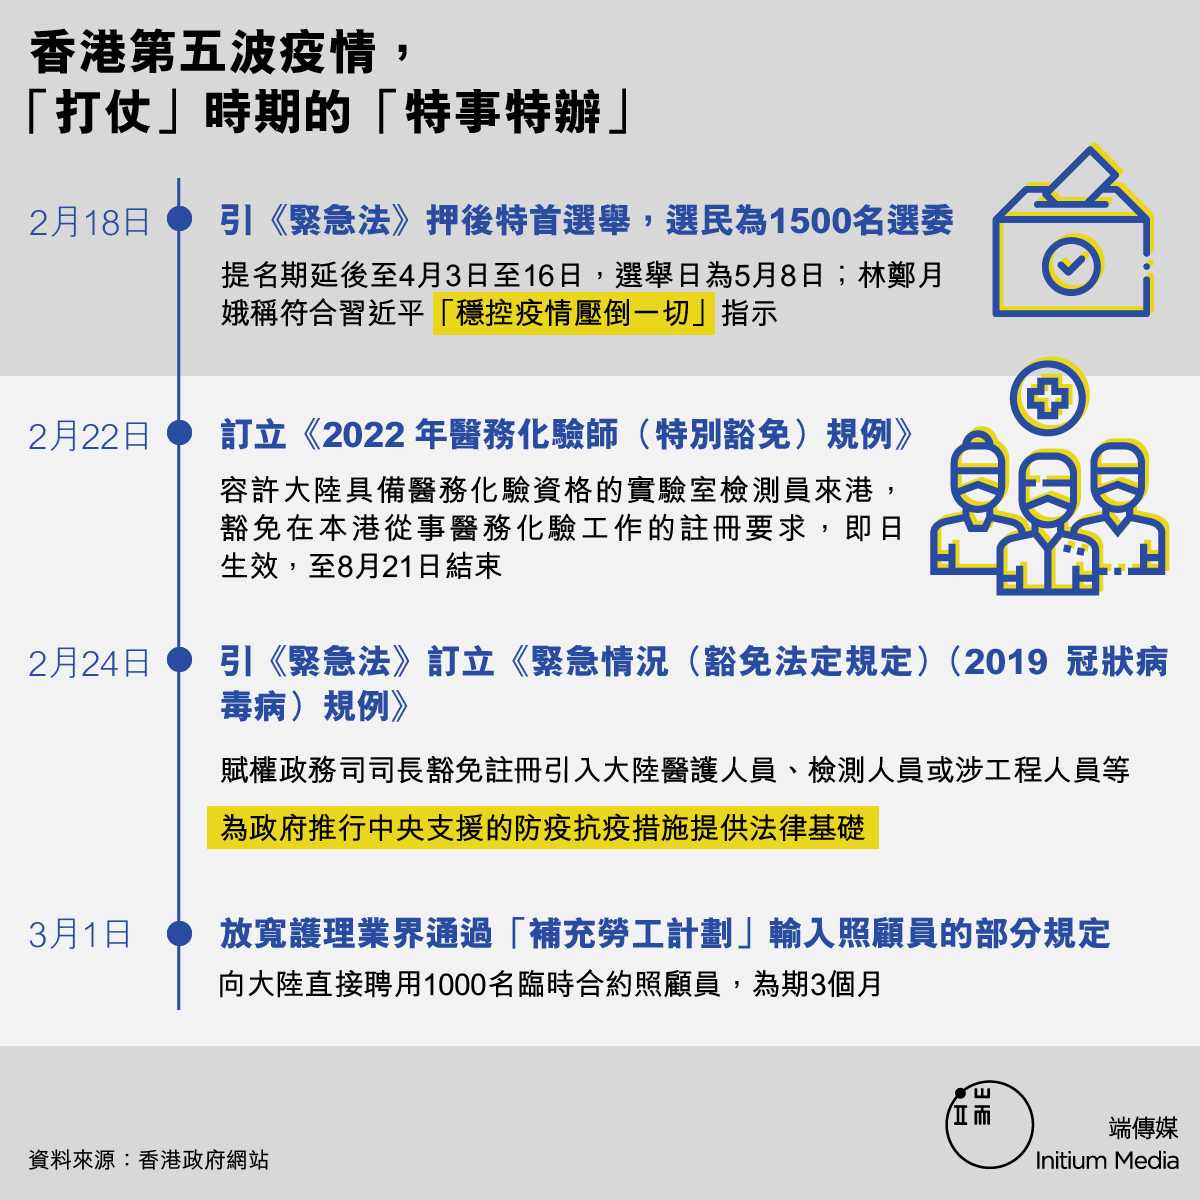 香港第五波疫情，
「打仗」時期的「特事特辦」
2月18日
引《緊急法》押後特首選舉，選民為1500名選委
提名期延後至4月3日至16日，選舉日為5月8日；林鄭月
娥稱符合習近平「穩控疫情壓倒一切」指示
2月22日
訂立《2022 年醫務化驗師（特別豁免）規例》
容許大陸具備醫務化驗資格的實驗室檢測員來港，
豁免在本港從事醫務化驗工作的註冊要求，即日
生效，至8月21日結束
2月24日
引《緊急法》訂立《緊急情況（豁免法定規定）（2019 冠狀病
毒病）規例》
賦權政務司司長豁免註冊引入大陸醫護人員、檢測人員或涉工程人員等
為政府推行中央支援的防疫抗疫措施提供法律基礎
3月1日
放寬護理業界通過「補充勞工計劃」輸入照顧員的部分規定
向大陸直接聘用1000名臨時合約照顧員，為期3個月
資料來源：香港政府網站
端傳媒
Initium Media